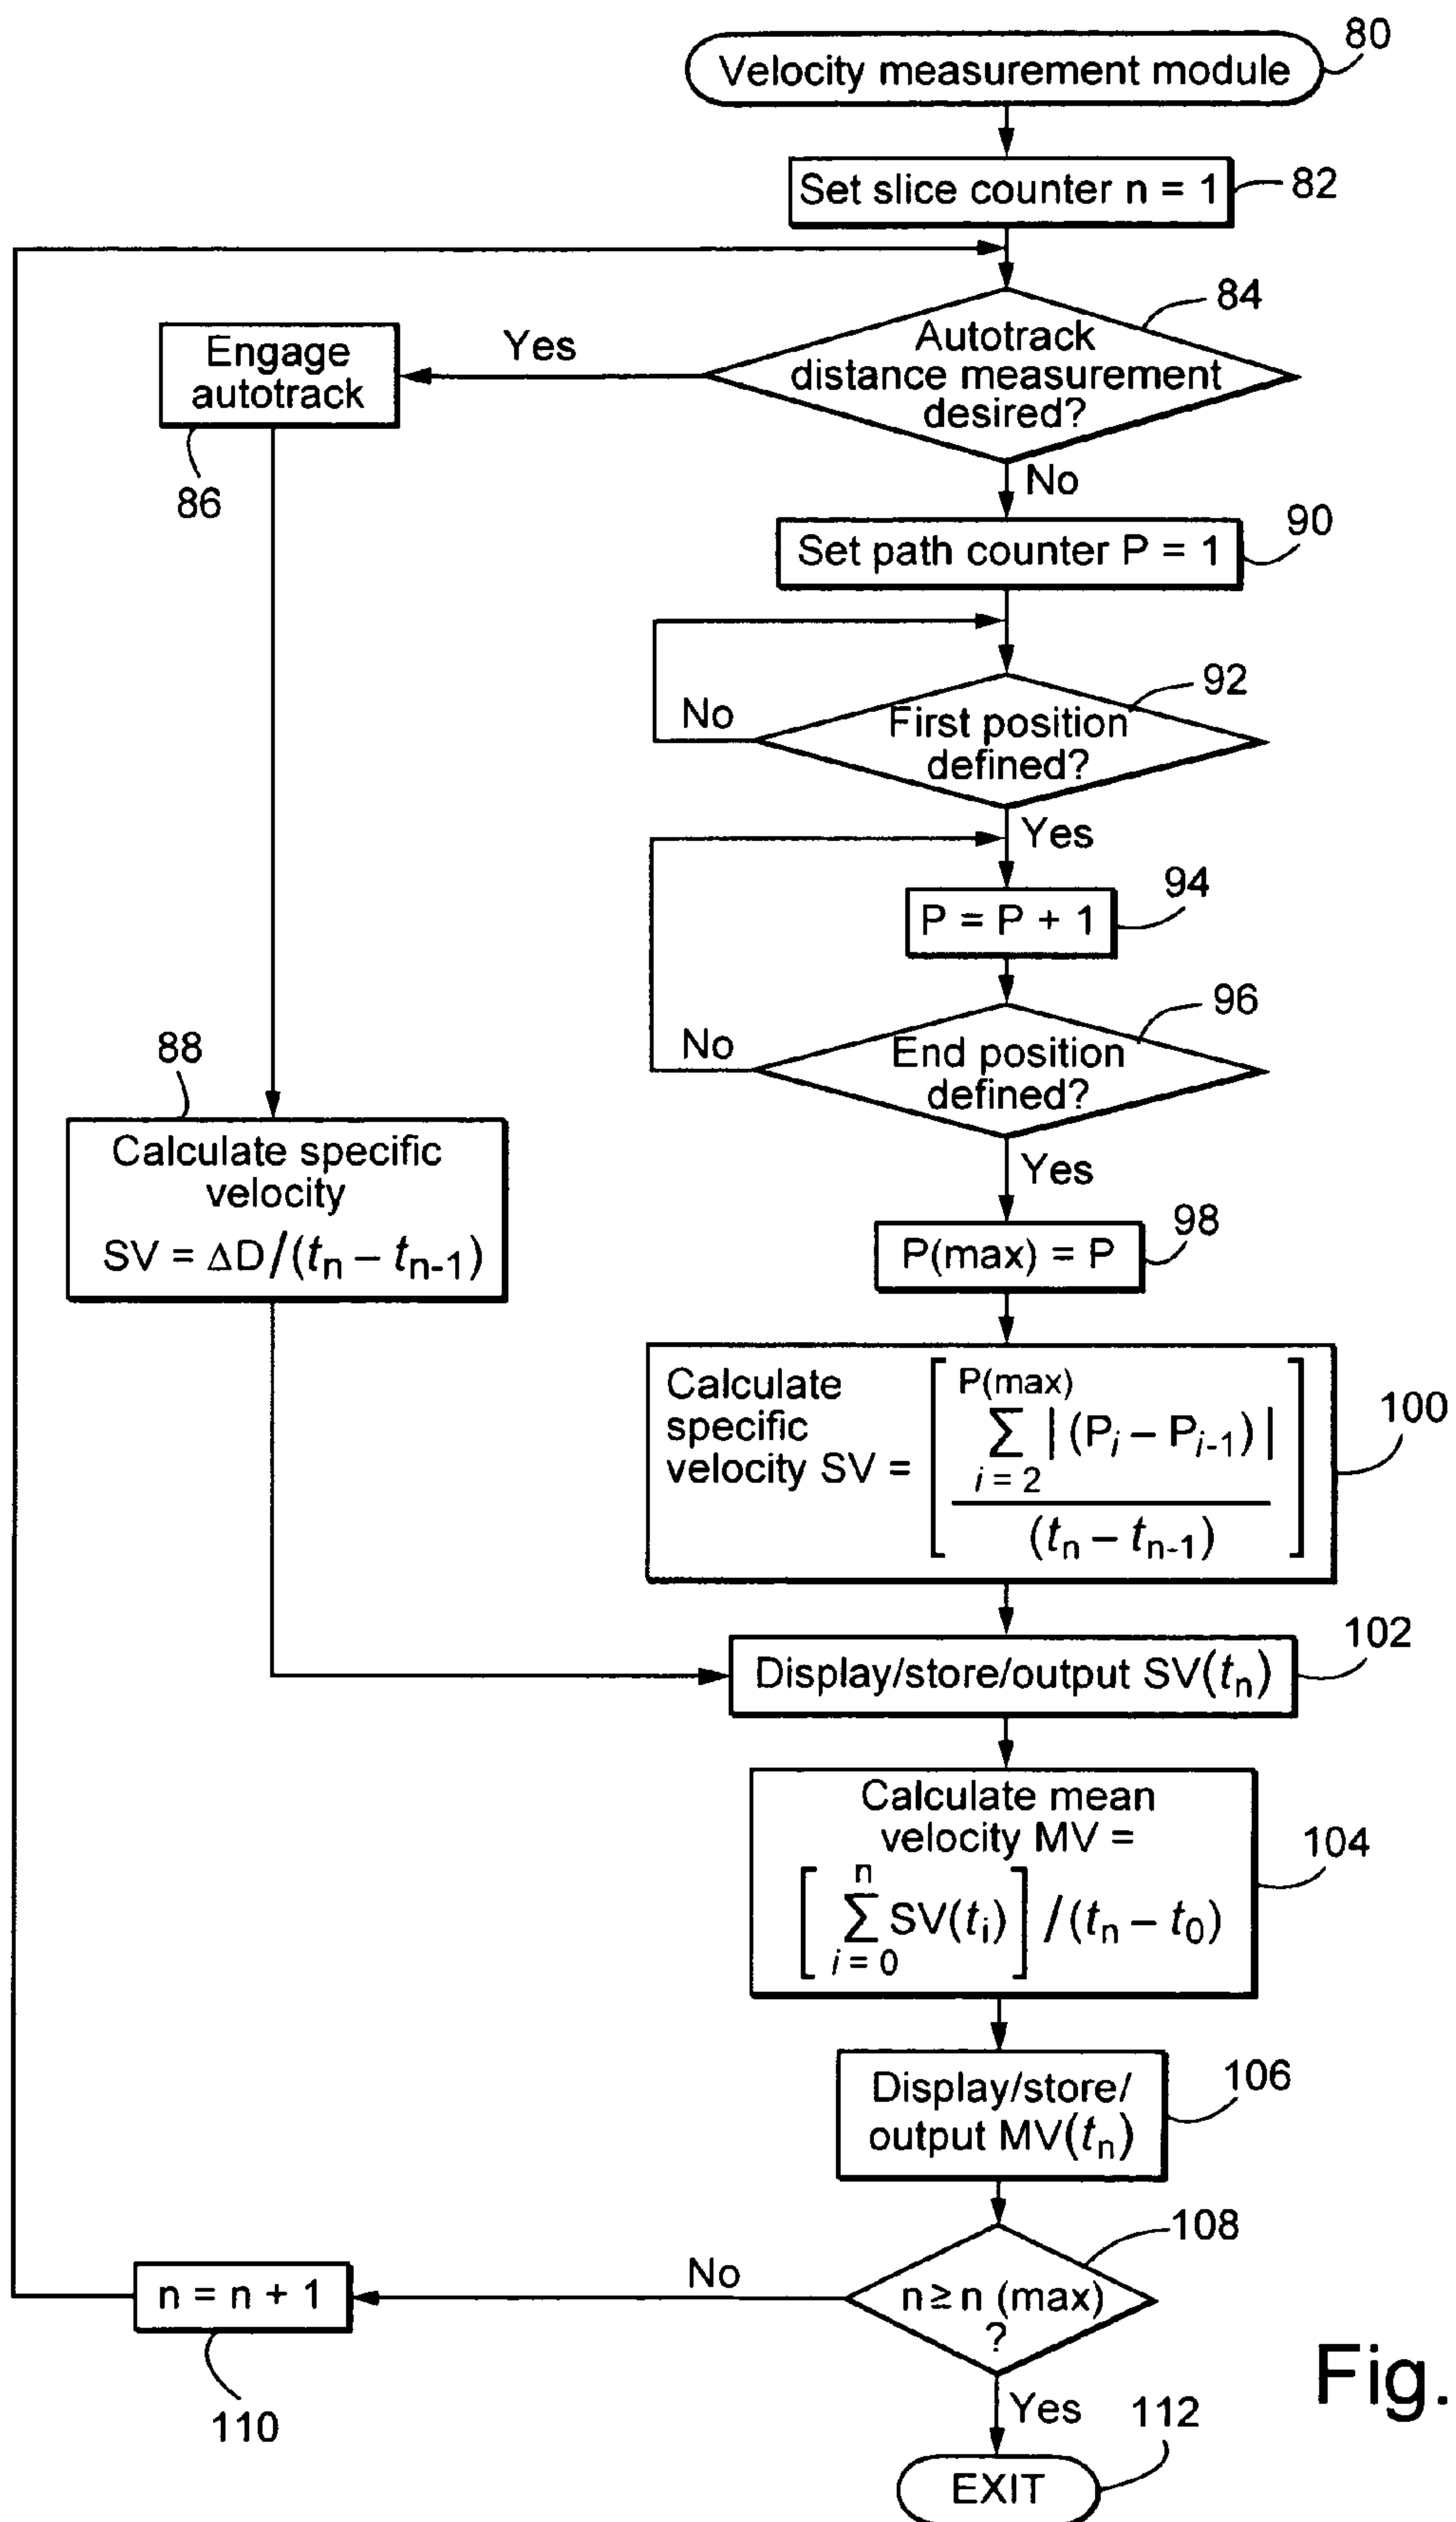 Velocity measurement module
80
Set slice counter n = 1
82
Autotrack
distance measurement
desired?
84
Yes
Engage
autotrack
86
No
Set path counter P = 1
90
First position
defined?
92
No
Yes
P = P + 1
94
End position
defined?
96
No
Yes
88
Calculate specific
velocity
SV = ΔD/(tn – tn-1)
P(max) = P
98
Calculate
specific
velocity SV =
P(max)
∑ | (Pi – Pi-1) |
i = 2
(tn – tn-1)
100
Display/store/output SV(tn)
102
Calculate mean
velocity MV =
n
[ ∑ SV(ti) ] / (tn – t0)
i = 0
104
Display/store/
output MV(tn)
106
n ≥ n (max)
?
108
No
n = n + 1
110
Yes
EXIT
112
Fig.